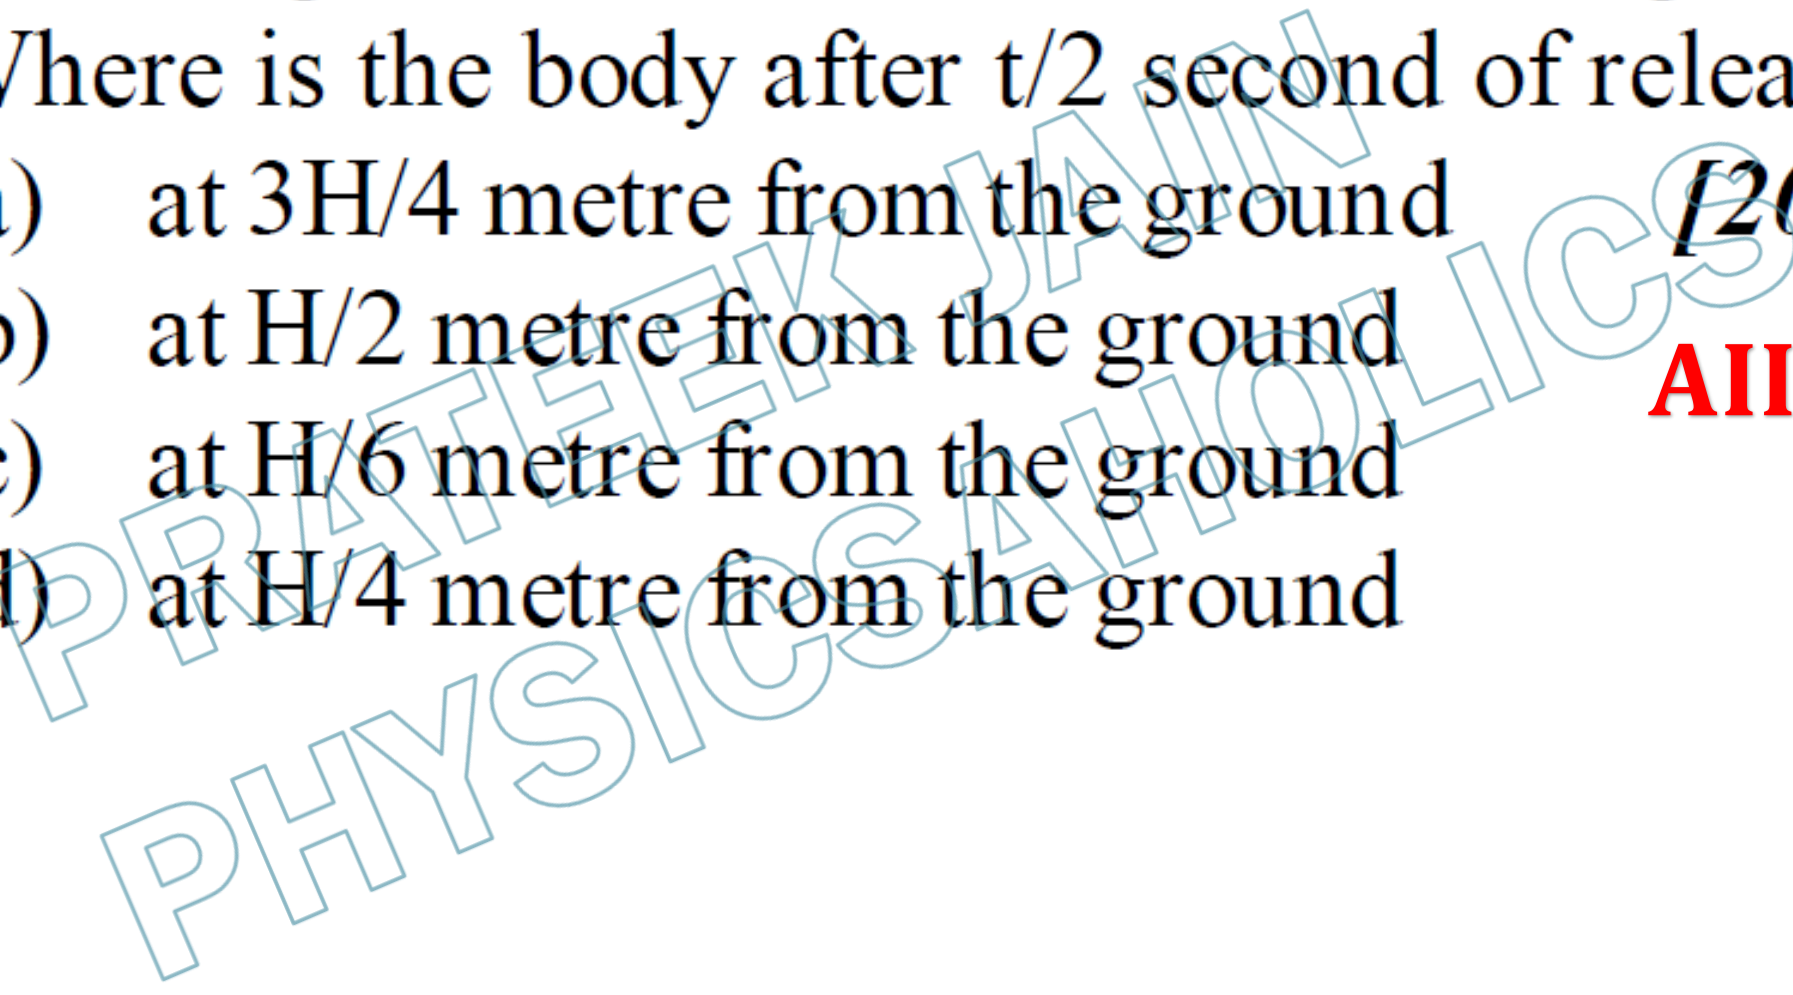 here is the body after t/2 second of relea
) at 3H/4 metre from the ground [20
) at H/2 metre from the ground
AII
) at H/6 metre from the ground
) at H/4 metre from the ground
PRATEEK JAIN
PHYSICSAHOLICS